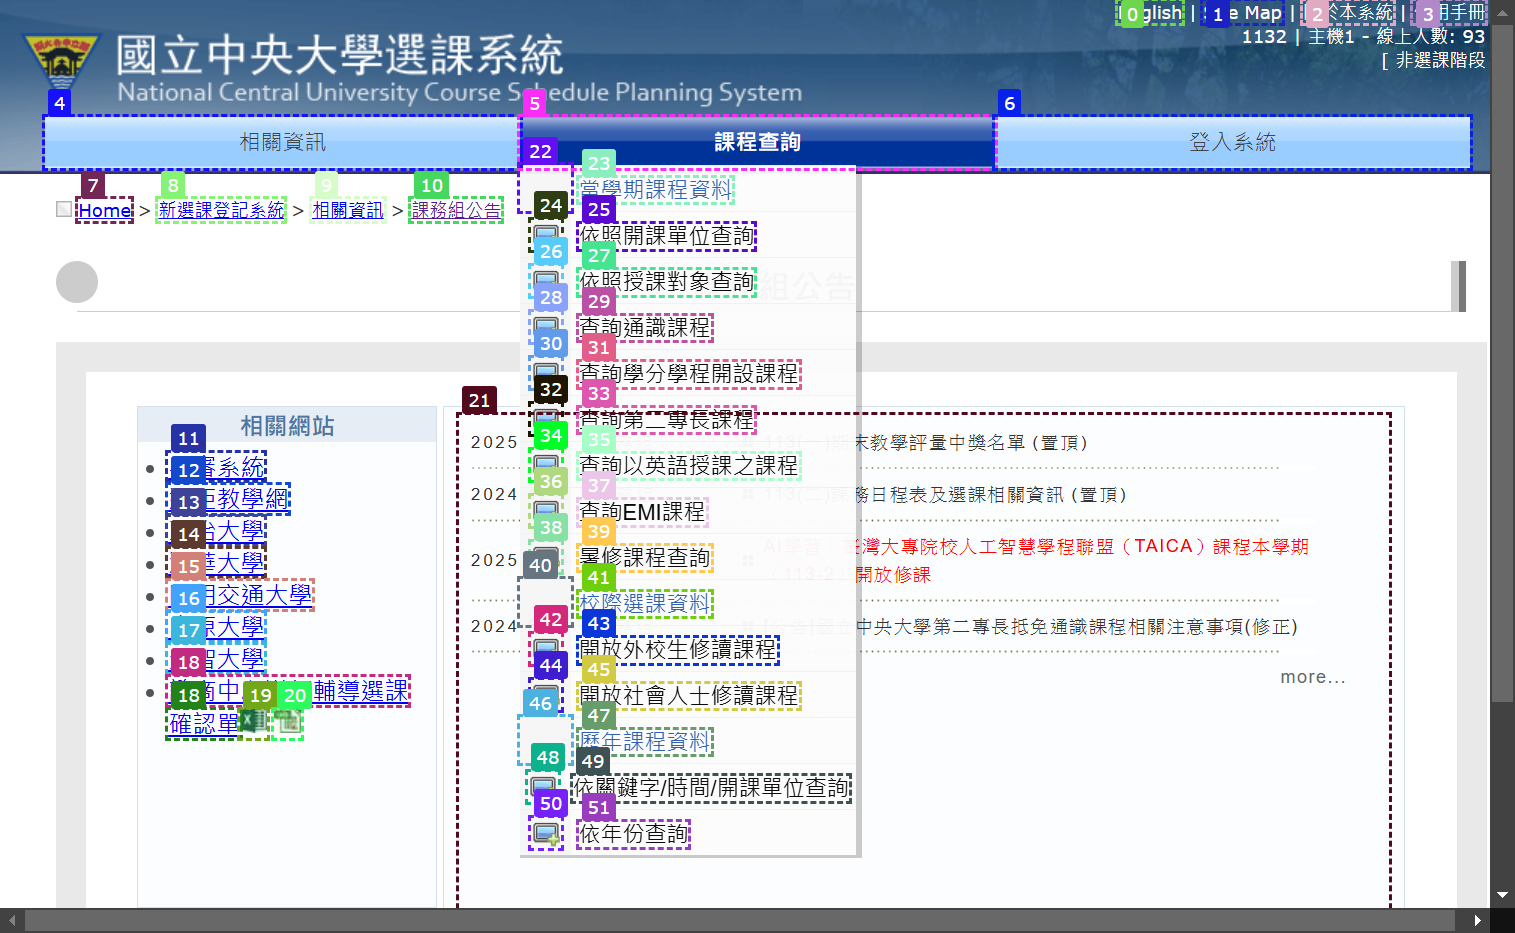 Map | 本系統 | 手冊
1132 | 主機1 - 線上人數: 93
[ 非選課階段
國立中央大學選課系統
National Central University Course Schedule Planning System
相關資訊
課程查詢
登入系統
Home > 新選課登記系統 > 相關資訊 > 課務組公告
組公告
當學期課程資料
依照開課單位查詢
依照授課對象查詢
查詢通識課程
查詢學分學程開設課程
查詢第二專長課程
查詢以英語授課之課程
查詢EMI課程
暑修課程查詢
校際選課資料
開放外校生修讀課程
開放社會人士修讀課程
歷年課程資料
依關鍵字/時間/開課單位查詢
依年份查詢
相關網站
系統
教學網
大學
大學
交通大學
大學
大學
輔導選課
確認單
2025
末教學評量中獎名單 (置頂)
2024
113(二)課務日程表及選課相關資訊 (置頂)
2025
臺灣大專院校人工智慧學程聯盟（TAICA）課程本學期
開放修課
2024
中央大學第二專長抵免通識課程相關注意事項(修正)
more...
0
1
2
3
4
5
6
7
8
9
10
11
12
13
14
15
16
17
18
18
19
20
21
22
23
24
25
26
27
28
29
30
31
32
33
34
35
36
37
38
39
40
41
42
43
44
45
46
47
48
49
50
51